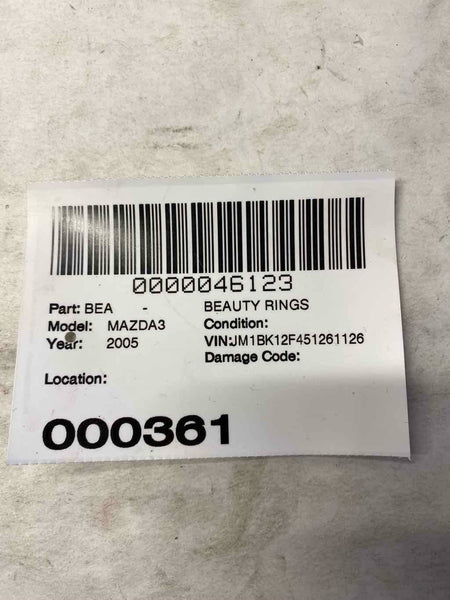 0000046123
Part: BEA - BEAUTY RINGS
Model: MAZDA3 Condition:
Year: 2005 VIN:JM1BK12F451261126
Damage Code:
Location:
000361